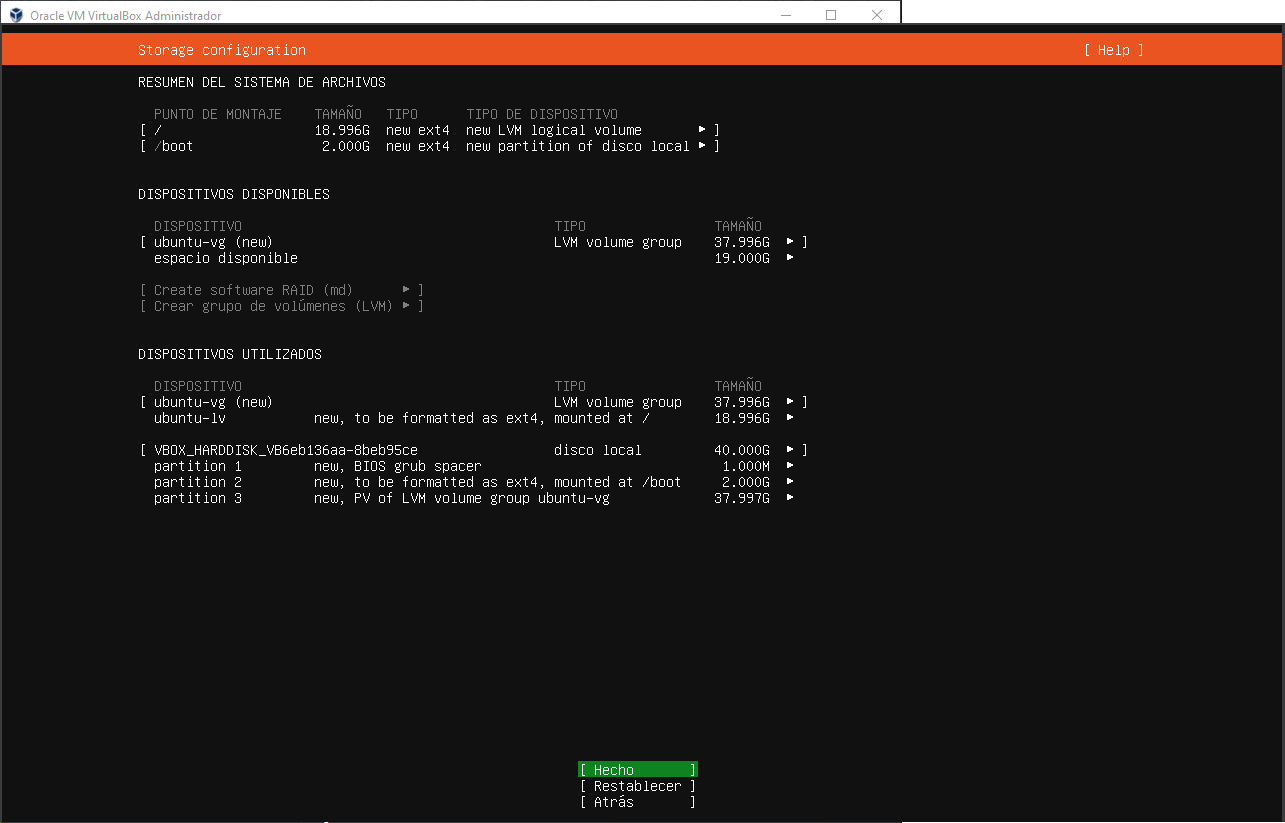 Oracle VM VirtualBox Administrador
Storage configuration [ Help ]
RESUMEN DEL SISTEMA DE ARCHIVOS
PUNTO DE MONTAJE TAMAÑO TIPO TIPO DE DISPOSITIVO
[ / 18.996G new ext4 new LVM logical volume ▸ ]
[ /boot 2.000G new ext4 new partition of disco local ▸ ]
DISPOSITIVOS DISPONIBLES
DISPOSITIVO TIPO TAMAÑO
[ ubuntu-vg (new) LVM volume group 37.996G ▸ ]
espacio disponible 19.000G ▸
[ Create software RAID (md) ▸ ]
[ Crear grupo de volúmenes (LVM) ▸ ]
DISPOSITIVOS UTILIZADOS
DISPOSITIVO TIPO TAMAÑO
[ ubuntu-vg (new) LVM volume group 37.996G ▸ ]
ubuntu-lv new, to be formatted as ext4, mounted at / 18.996G ▸
[ VBOX_HARDDISK_VB6eb136aa-8beb95ce disco local 40.000G ▸ ]
partition 1 new, BIOS grub spacer 1.000M ▸
partition 2 new, to be formatted as ext4, mounted at /boot 2.000G ▸
partition 3 new, PV of LVM volume group ubuntu-vg 37.997G ▸
[ Hecho ]
[ Restablecer ]
[ Atrás ]